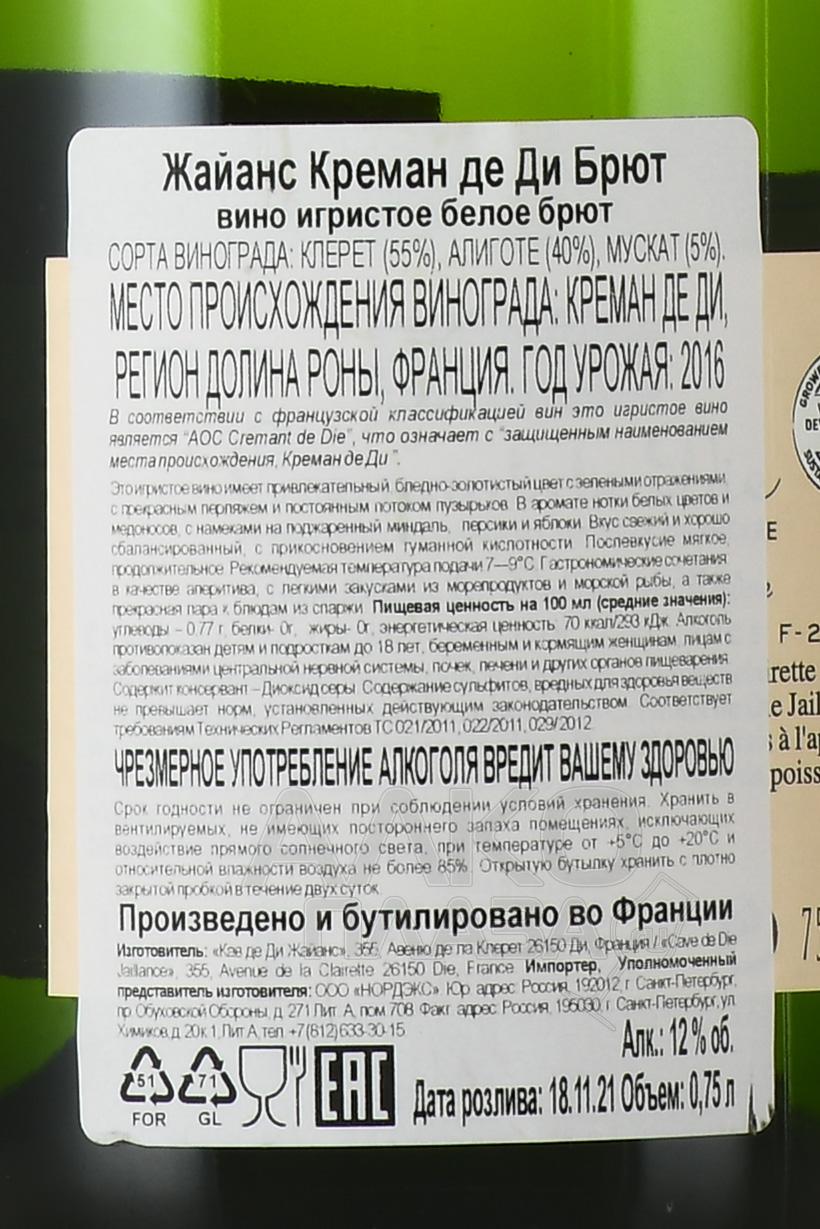 Жайанс Креман де Ди Брют
вино игристое белое брют
СОРТА ВИНОГРАДА: КЛЕРЕТ (55%), АЛИГОТЕ (40%), МУСКАТ (5%).
МЕСТО ПРОИСХОЖДЕНИЯ ВИНОГРАДА: КРЕМАН ДЕ ДИ,
РЕГИОН ДОЛИНА РОНЫ, ФРАНЦИЯ. ГОД УРОЖАЯ: 2016
В соответствии с французской классификацией вин это игристое вино
является "AOC Cremant de Die", что означает с "защищенным наименованием
места происхождения, Креман де Ди ".
Это игристое вино имеет привлекательный, бледно-золотистый цвет с зелеными отражениями,
с прекрасным перляжем и постоянным потоком пузырьков. В аромате нотки белых цветов и
медоносов, с намеками на поджаренный миндаль, персики и яблоки. Вкус свежий и хорошо
сбалансированный, с прикосновением гуманной кислотности. Послевкусие мягкое,
продолжительное. Рекомендуемая температура подачи 7—9°С. Гастрономические сочетания:
в качестве аперитива, с легкими закусками из морепродуктов и морской рыбы, а также
прекрасная пара к блюдам из спаржи. Пищевая ценность на 100 мл (средние значения):
углеводы – 0.77 г, белки- 0г, жиры- 0г, энергетическая ценность: 70 ккал/293 кДж. Алкоголь
противопоказан детям и подросткам до 18 лет, беременным и кормящим женщинам, лицам с
заболеваниями центральной нервной системы, почек, печени и других органов пищеварения.
Содержит консервант – Диоксид серы. Содержание сульфитов, вредных для здоровья веществ
не превышает норм, установленных действующим законодательством. Соответствует
требованиям Технических Регламентов ТС 021/2011, 022/2011, 029/2012.
ЧРЕЗМЕРНОЕ УПОТРЕБЛЕНИЕ АЛКОГОЛЯ ВРЕДИТ ВАШЕМУ ЗДОРОВЬЮ
Срок годности не ограничен при соблюдении условий хранения. Хранить в
вентилируемых, не имеющих постороннего запаха помещениях, исключающих
воздействие прямого солнечного света, при температуре от +5°С до +20°С и
относительной влажности воздуха не более 85%. Открытую бутылку хранить с плотно
закрытой пробкой в течение двух суток.
Произведено и бутилировано во Франции
Изготовитель: «Кав де Ди Жайанс», 355, Авеню де ла Клерет 26150 Ди, Франция / «Cave de Die
Jaillance», 355, Avenue de la Clairette 26150 Die, France. Импортер, Уполномоченный
представитель изготовителя: ООО «НОРДЭКС». Юр. адрес: Россия, 192012, г. Санкт-Петербург,
пр. Обуховской Обороны, д. 271 Лит А, пом 708 Факт. адрес: Россия, 195030, г. Санкт-Петербург, ул.
Химиков, д. 20к.1, Лит А, тел. +7 (812) 633-30-15
Алк.: 12 % об.
Дата розлива: 18.11.21 Объем: 0,75 л
51
FOR
71
GL
EAC
E
F-2
irette
e Jail
à l'ap
poiss
75